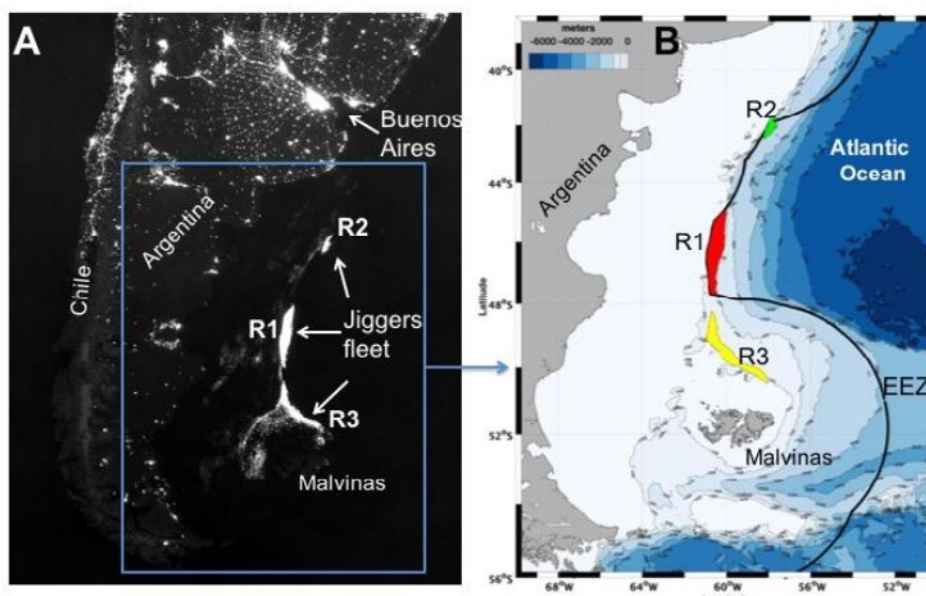 A
Buenos
Aires
Argentina
Chile
R2
R1
Jiggers
fleet
R3
Malvinas
B
meters
-6000 -4000 -2000 0
40°S
R2
Atlantic
Ocean
Argentina
44°S
R1
Latitude
48°S
R3
EEZ
52°S
Malvinas
56°S
68°W 64°W 60°W 56°W 52°W